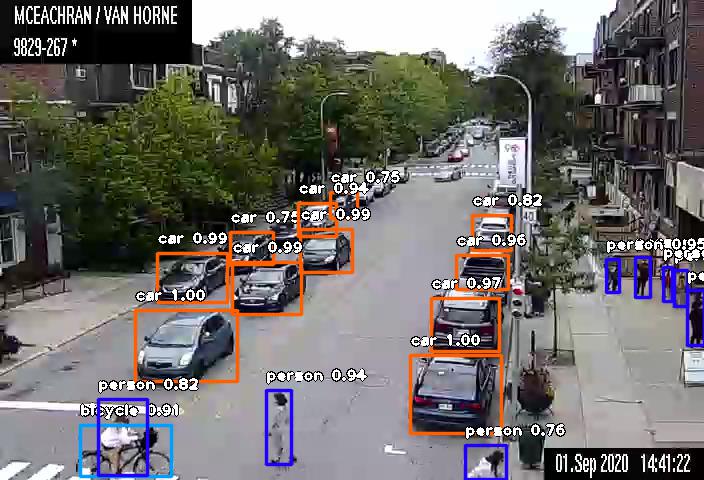 MCEACHRAN / VAN HORNE
9829-267 *
car 0.75
car 0.94
car 0.82
car 0.75
car 0.99
car 0.99
car 0.99
car 0.96
person 0.95
car 1.00
car 0.97
car 1.00
person 0.94
person 0.82
bicycle 0.91
person 0.76
01.Sep 2020 14:41:22